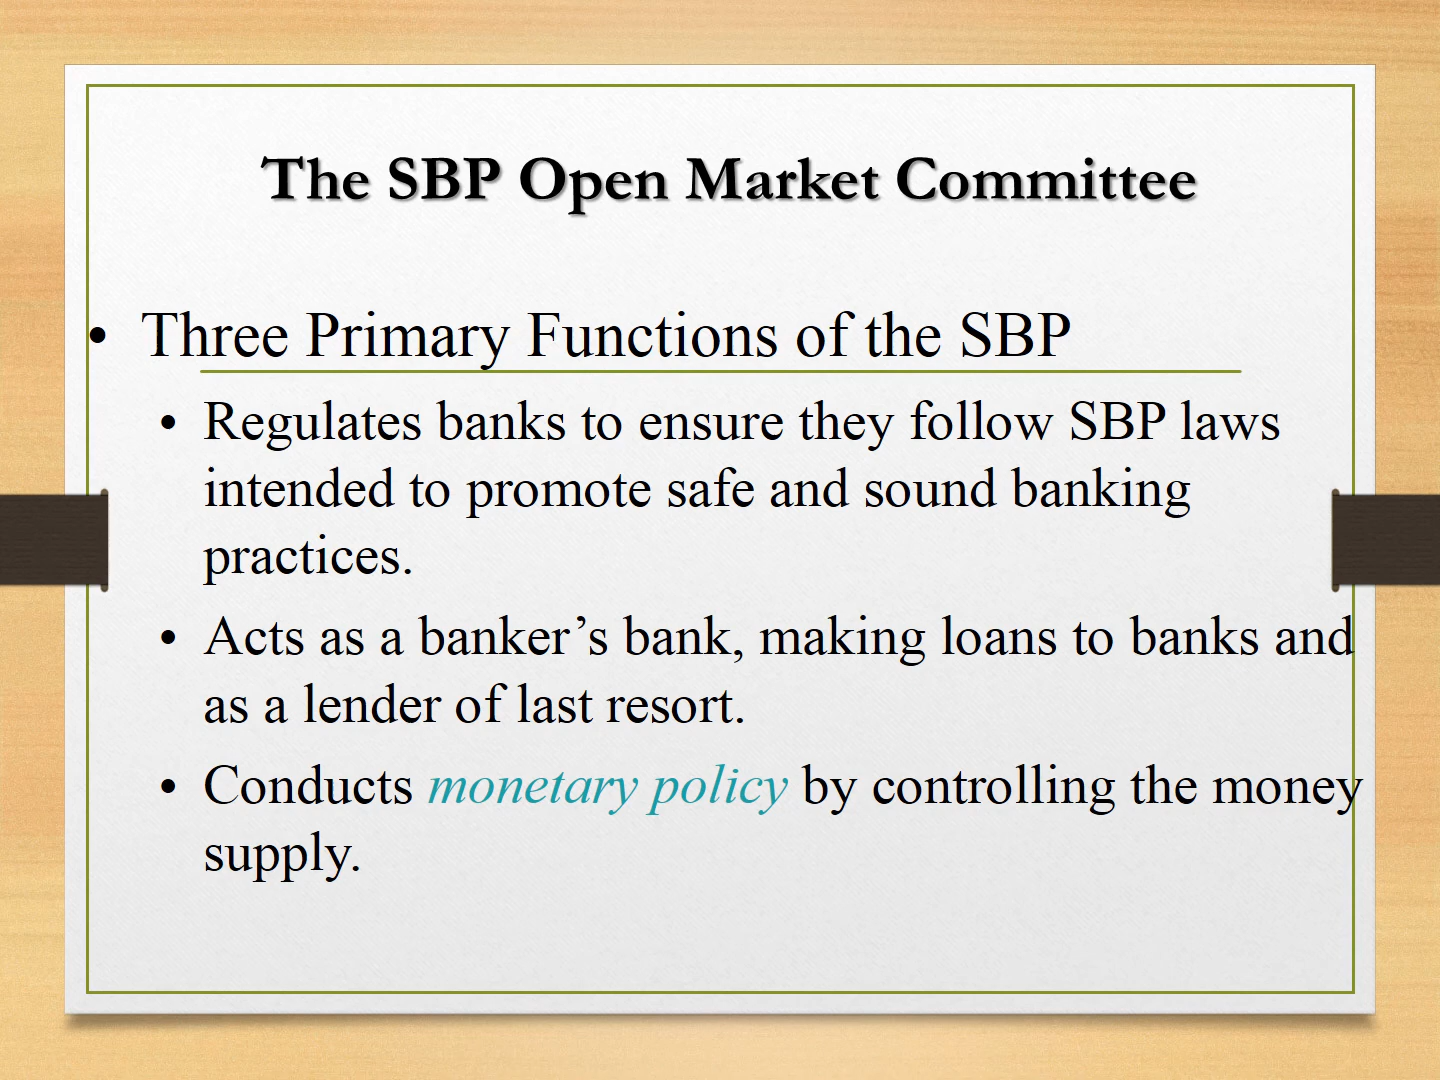 The SBP Open Market Committee
• Three Primary Functions of the SBP
• Regulates banks to ensure they follow SBP laws
intended to promote safe and sound banking
practices.
• Acts as a banker’s bank, making loans to banks and
as a lender of last resort.
• Conducts monetary policy by controlling the money
supply.